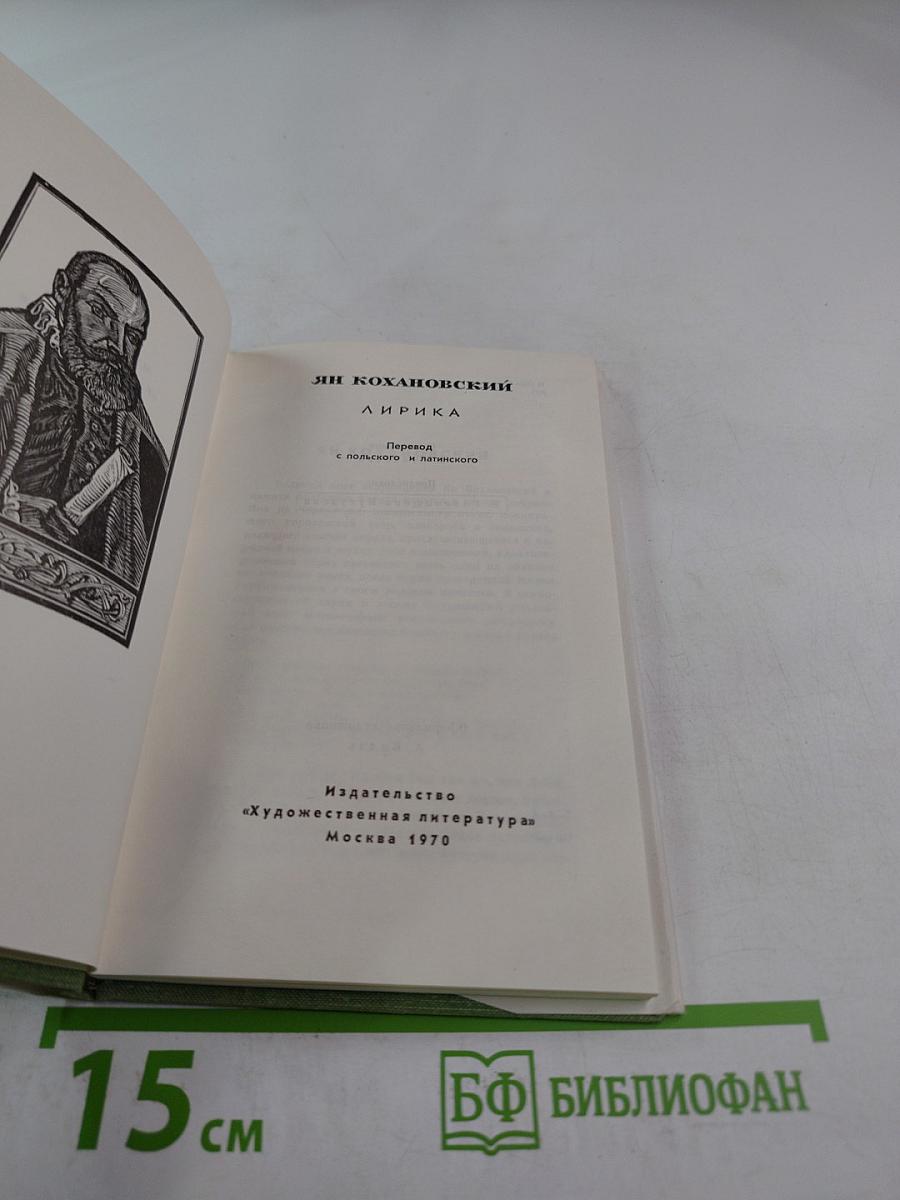 ЯН КОХАНОВСКИЙ
ЛИРИКА
Перевод
с польского и латинского
Издательство
«Художественная литература»
Москва 1970
15 см
БФ БИБЛИОФАН